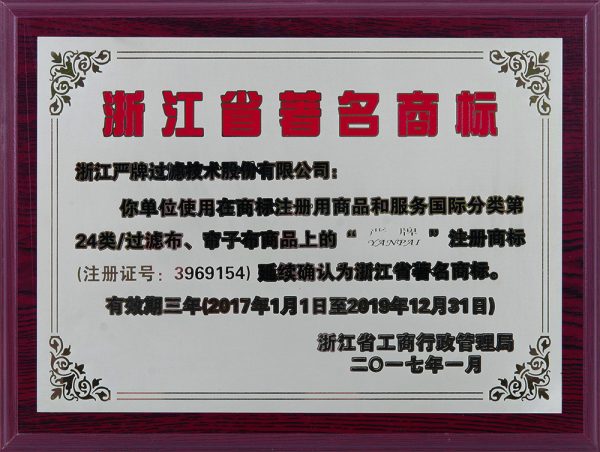 浙江省著名商标
浙江严牌过滤技术股份有限公司：
你单位使用在商标注册用商品和服务国际分类第
24类/过滤布、帘子布商品上的“严牌 YANPAI”注册商标
(注册证号：3969154) 延续确认为浙江省著名商标。
有效期三年(2017年1月1日至2019年12月31日)
浙江省工商行政管理局
二〇一七年一月